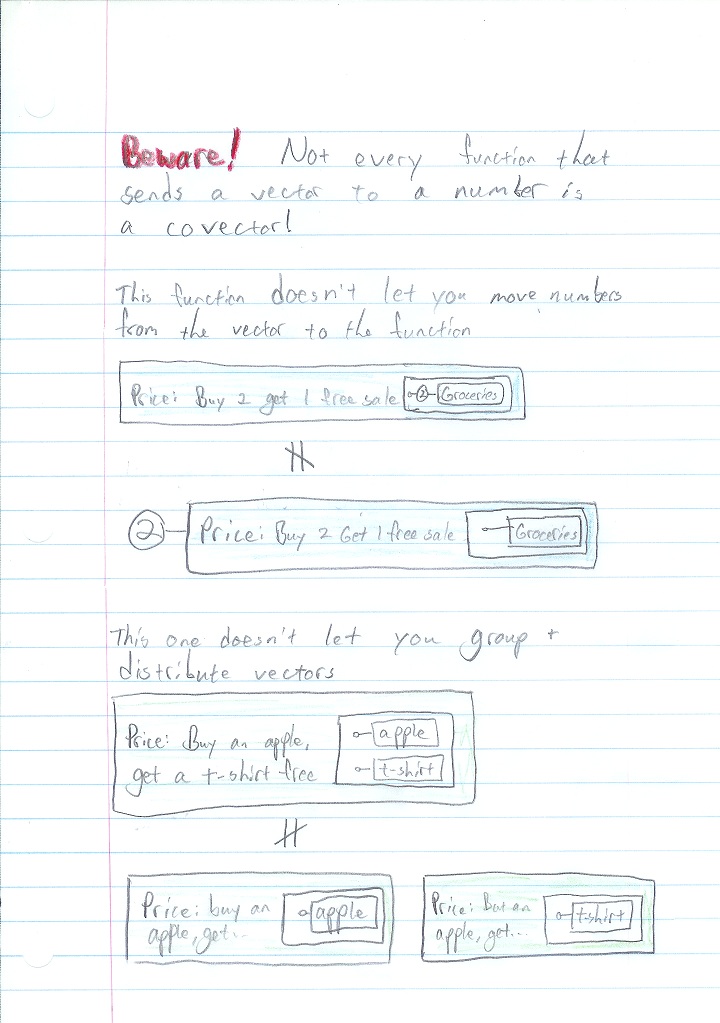 Beware! Not every function that
sends a vector to a number is
a covector!
This function doesn't let you move numbers
from the vector to the function
Price: Buy 2 get 1 free sale 2 Groceries
≠
2 Price: Buy 2 Get 1 free sale Groceries
This one doesn't let you group +
distribute vectors
Price: Buy an apple,
get a t-shirt free
apple
t-shirt
≠
Price: buy an
apple, get...
apple
Price: But an
apple, get...
t-shirt